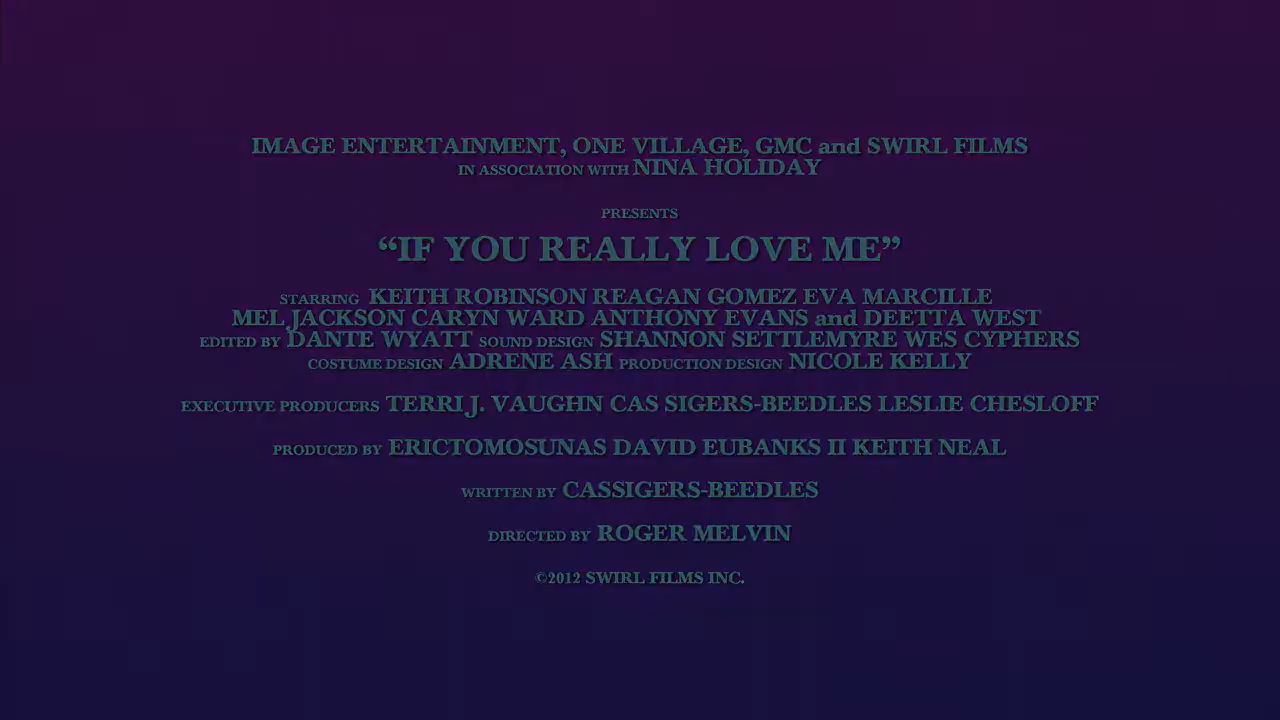 IMAGE ENTERTAINMENT, ONE VILLAGE, GMC and SWIRL FILMS
IN ASSOCIATION WITH NINA HOLIDAY
PRESENTS
“IF YOU REALLY LOVE ME”
STARRING KEITH ROBINSON REAGAN GOMEZ EVA MARCILLE
MEL JACKSON CARYN WARD ANTHONY EVANS and DEETTA WEST
EDITED BY DANTE WYATT SOUND DESIGN SHANNON SETTLEMYRE WES CYPHERS
COSTUME DESIGN ADRENE ASH PRODUCTION DESIGN NICOLE KELLY
EXECUTIVE PRODUCERS TERRI J. VAUGHN CAS SIGERS-BEEDLES LESLIE CHESLOFF
PRODUCED BY ERICTOMOSUNAS DAVID EUBANKS II KEITH NEAL
WRITTEN BY CASSIGERS-BEEDLES
DIRECTED BY ROGER MELVIN
©2012 SWIRL FILMS INC.